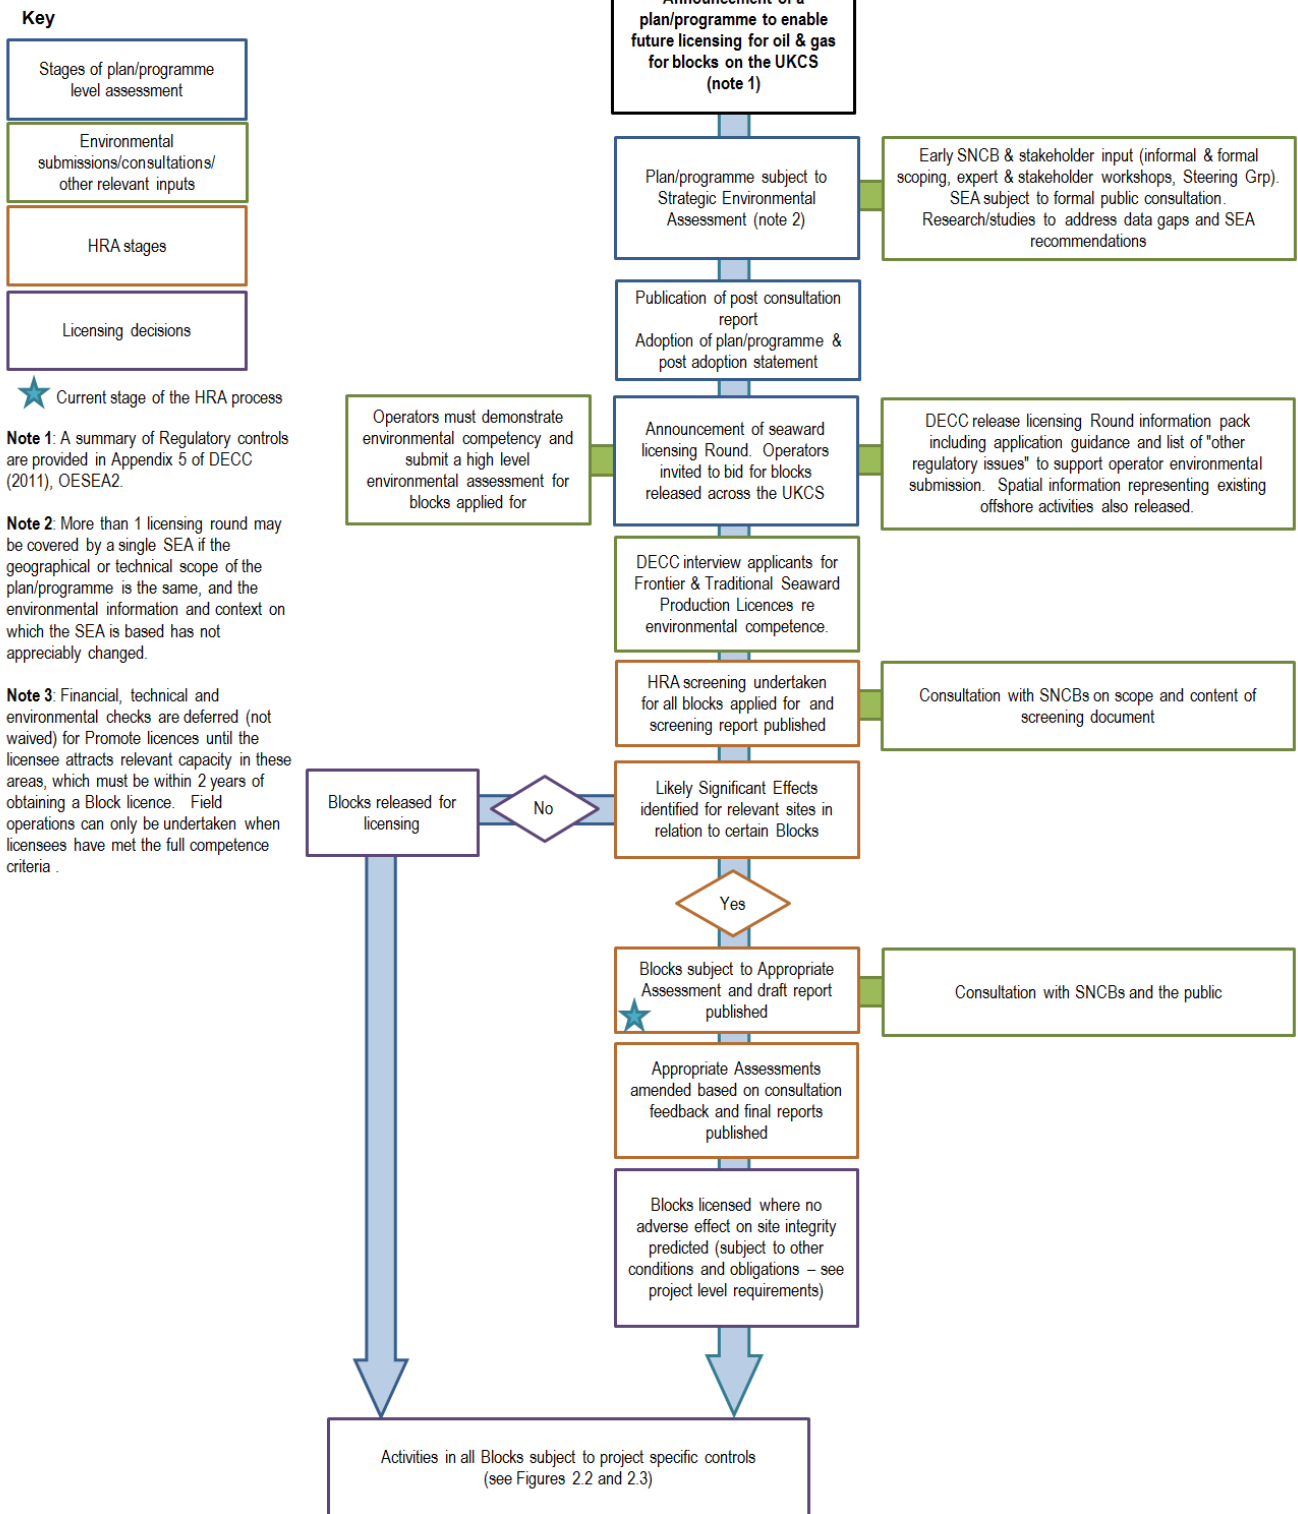 Key
Stages of plan/programme
level assessment
Environmental
submissions/consultations/
other relevant inputs
HRA stages
Licensing decisions
Current stage of the HRA process
Note 1: A summary of Regulatory controls
are provided in Appendix 5 of DECC
(2011), OESEA2.
Note 2: More than 1 licensing round may
be covered by a single SEA if the
geographical or technical scope of the
plan/programme is the same, and the
environmental information and context on
which the SEA is based has not
appreciably changed.
Note 3: Financial, technical and
environmental checks are deferred (not
waived) for Promote licences until the
licensee attracts relevant capacity in these
areas, which must be within 2 years of
obtaining a Block licence. Field
operations can only be undertaken when
licensees have met the full competence
criteria .
Announcement of a
plan/programme to enable
future licensing for oil & gas
for blocks on the UKCS
(note 1)
Plan/programme subject to
Strategic Environmental
Assessment (note 2)
Early SNCB & stakeholder input (informal & formal
scoping, expert & stakeholder workshops, Steering Grp).
SEA subject to formal public consultation.
Research/studies to address data gaps and SEA
recommendations
Publication of post consultation
report
Adoption of plan/programme &
post adoption statement
Operators must demonstrate
environmental competency and
submit a high level
environmental assessment for
blocks applied for
Announcement of seaward
licensing Round. Operators
invited to bid for blocks
released across the UKCS
DECC release licensing Round information pack
including application guidance and list of "other
regulatory issues" to support operator environmental
submission. Spatial information representing existing
offshore activities also released.
DECC interview applicants for
Frontier & Traditional Seaward
Production Licences re
environmental competence.
HRA screening undertaken
for all blocks applied for and
screening report published
Consultation with SNCBs on scope and content of
screening document
Blocks released for
licensing
No
Likely Significant Effects
identified for relevant sites in
relation to certain Blocks
Yes
Blocks subject to Appropriate
Assessment and draft report
published
Consultation with SNCBs and the public
Appropriate Assessments
amended based on consultation
feedback and final reports
published
Blocks licensed where no
adverse effect on site integrity
predicted (subject to other
conditions and obligations – see
project level requirements)
Activities in all Blocks subject to project specific controls
(see Figures 2.2 and 2.3)